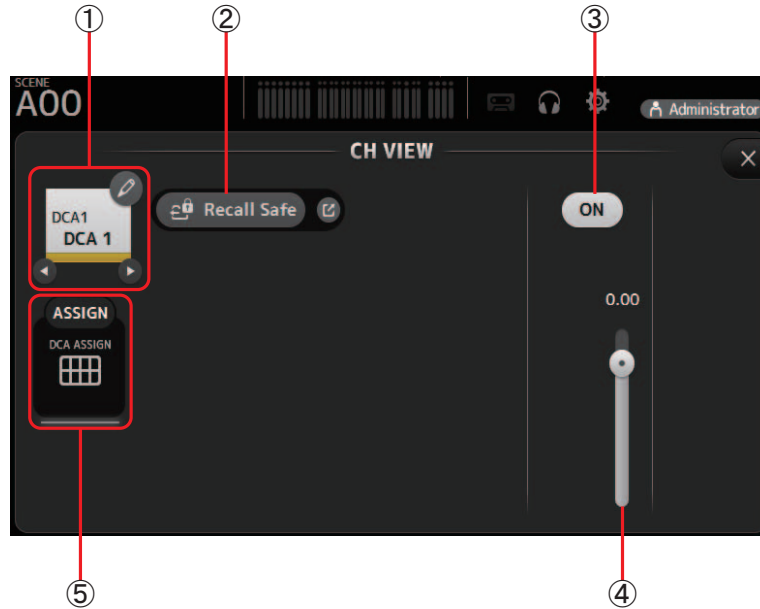 ① ② ③
SCENE
A00
Administrator
CH VIEW
DCA1
DCA 1
Recall Safe
ON
0.00
ASSIGN
DCA ASSIGN
⑤ ④